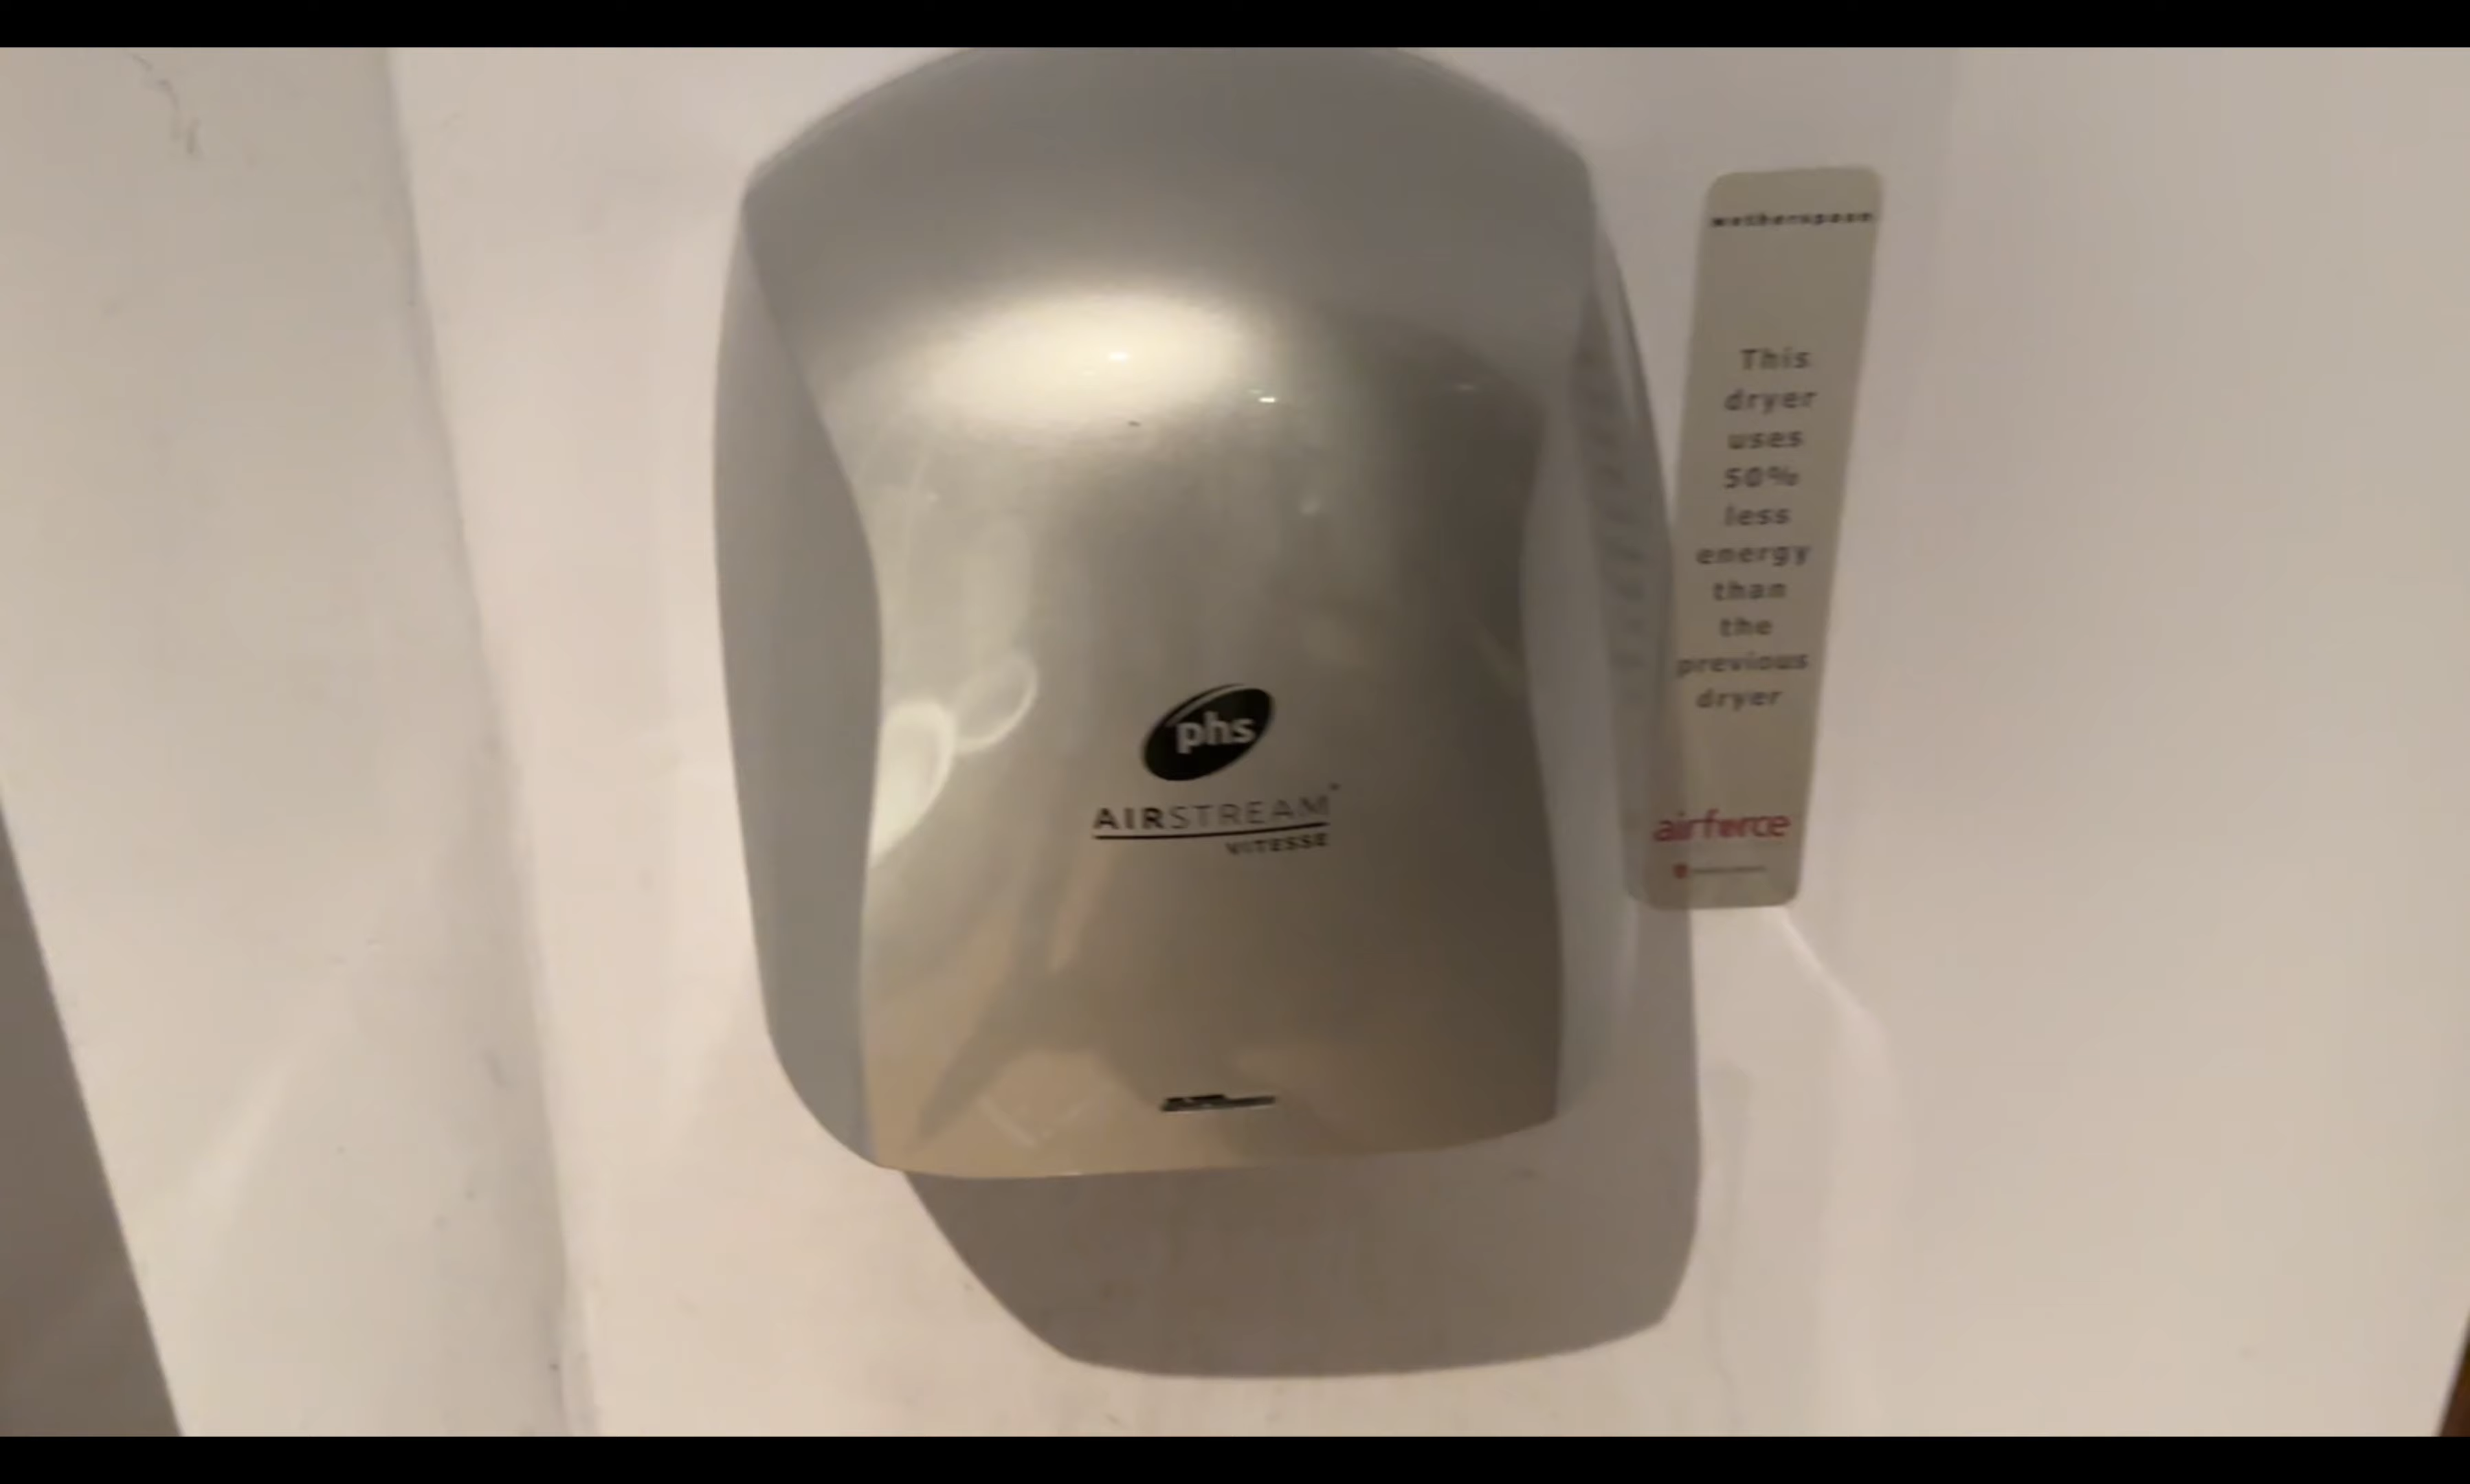 wetherspoon
This
dryer
uses
50%
less
energy
than
the
previous
dryer
airforce
phs
AIRSTREAM
VITESSE